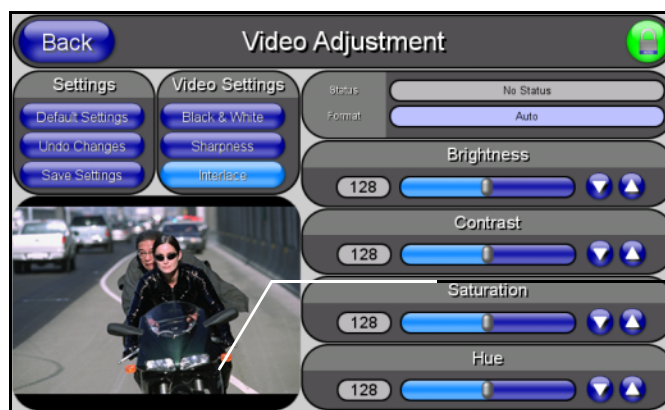 Back
Video Adjustment
Settings
Default Settings
Undo Changes
Save Settings
Video Settings
Black & White
Sharpness
Interlace
Status
No Status
Format
Auto
Brightness
128
Contrast
128
Saturation
128
Hue
128